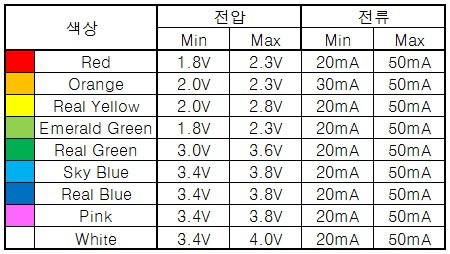 색상 전압 전류
Min Max Min Max
Red 1.8V 2.3V 20mA 50mA
Orange 2.0V 2.3V 30mA 50mA
Real Yellow 2.0V 2.8V 20mA 50mA
Emerald Green 1.8V 2.3V 20mA 50mA
Real Green 3.0V 3.6V 20mA 50mA
Sky Blue 3.4V 3.8V 20mA 50mA
Real Blue 3.4V 3.8V 20mA 50mA
Pink 3.4V 3.8V 20mA 50mA
White 3.4V 4.0V 20mA 50mA